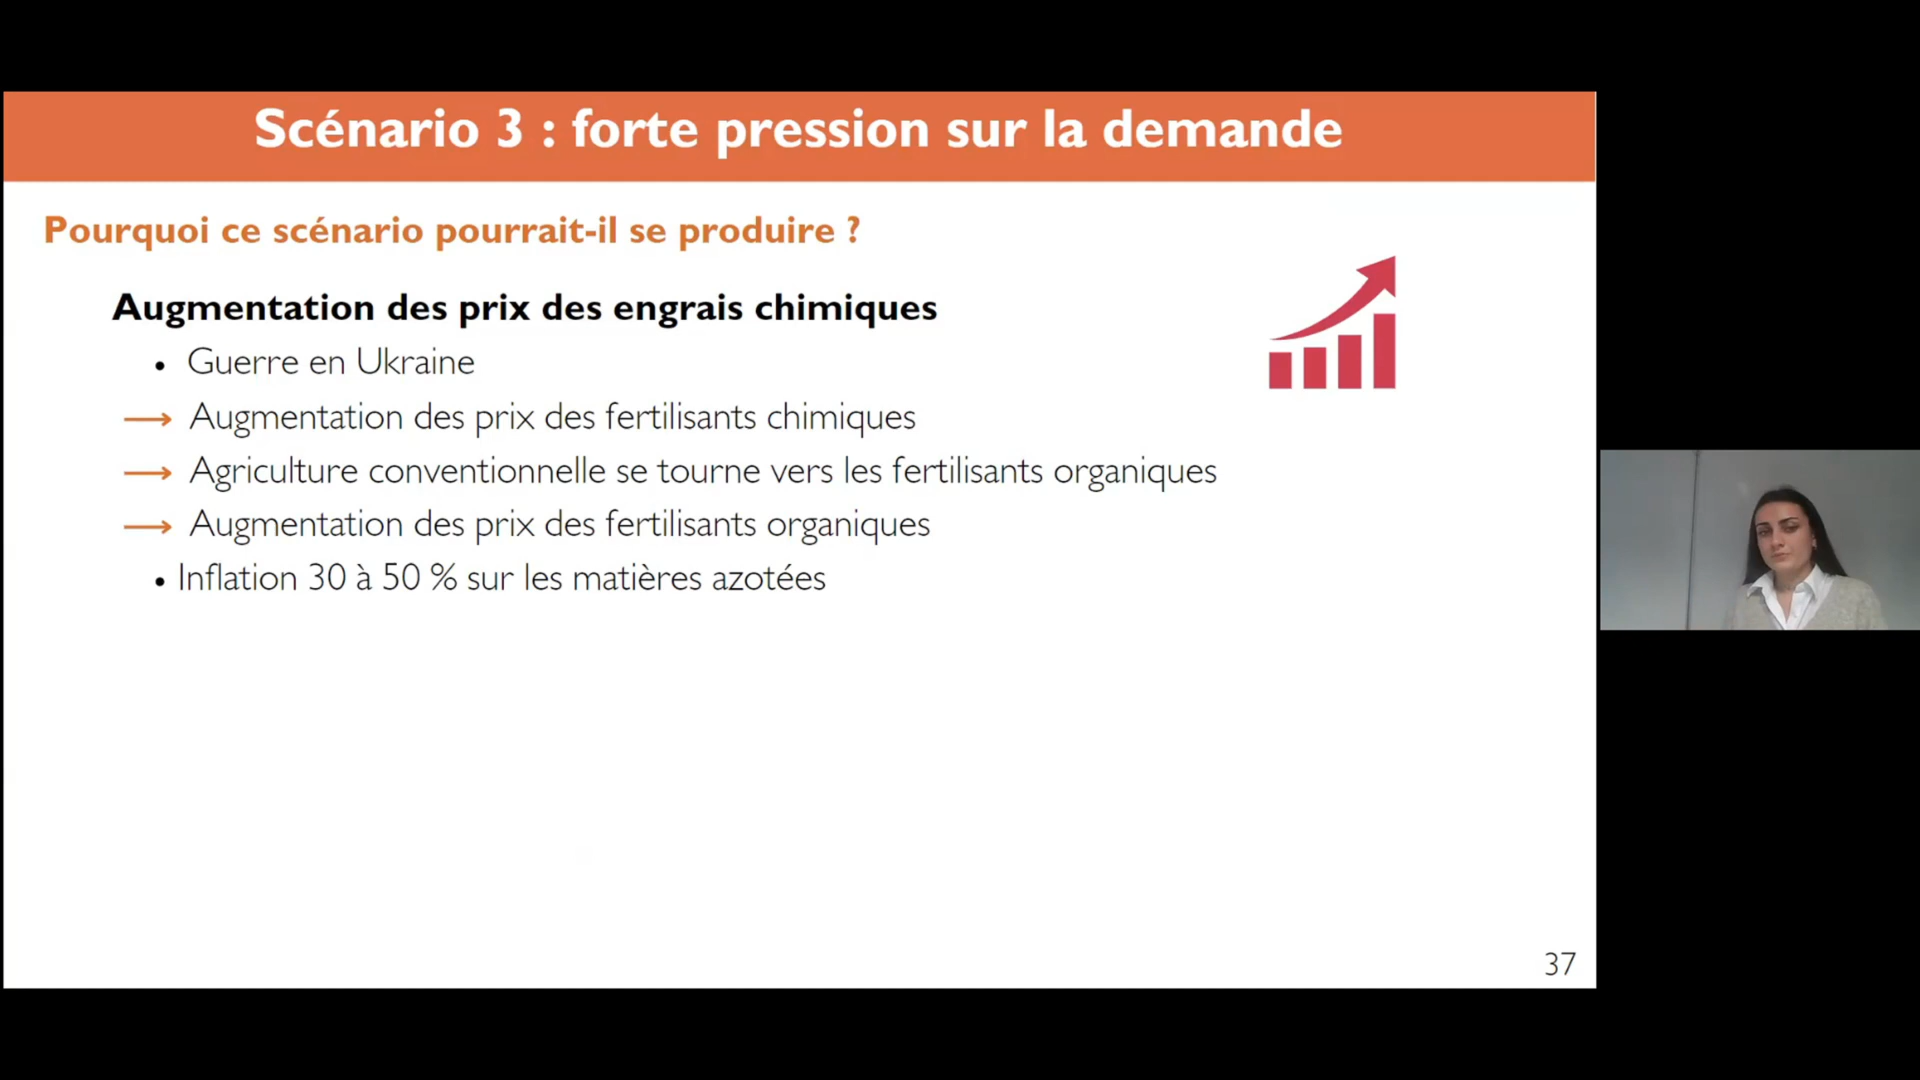 Scénario 3 : forte pression sur la demande
Pourquoi ce scénario pourrait-il se produire ?
Augmentation des prix des engrais chimiques
• Guerre en Ukraine
→ Augmentation des prix des fertilisants chimiques
→ Agriculture conventionnelle se tourne vers les fertilisants organiques
→ Augmentation des prix des fertilisants organiques
• Inflation 30 à 50 % sur les matières azotées
37